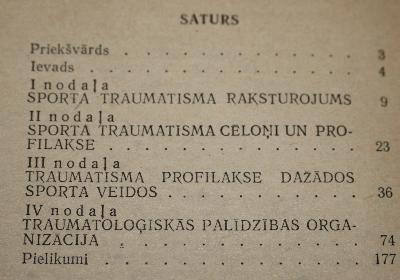 SATURS
Priekšvārds . . . . . . . . . . . . 3
Ievads . . . . . . . . . . . . . . 4
I nodaļa
SPORTA TRAUMATISMA RAKSTUROJUMS 9
II nodaļa
SPORTA TRAUMATISMA CĒLOŅI UN PRO-
FILAKSE . . . . . . . . . . . . . 23
III nodaļa
TRAUMATISMA PROFILAKSE DAŽĀDOS
SPORTA VEIDOS . . . . . . . . . . 36
IV nodaļa
TRAUMATOLOĢISKĀS PALĪDZĪBAS ORGA-
NIZĀCIJA . . . . . . . . . . . . . 74
Pielikumi . . . . . . . . . . . . . 177